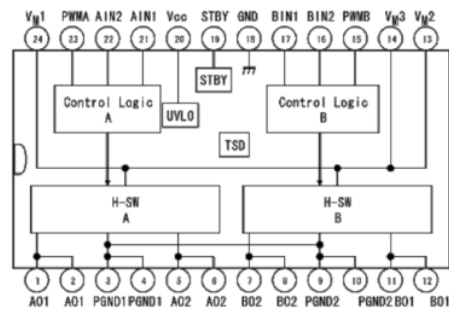 VM1 PWMA AIN2 AIN1 Vcc STBY GND BIN1 BIN2 PWMB VM3 VM2
24 23 22 21 20 19 18 17 16 15 14 13
STBY
Control Logic
A
Control Logic
B
UVLO
TSD
H-SW
A
H-SW
B
1 2 3 4 5 6 7 8 9 10 11 12
AO1 AO1 PGND1 PGND1 AO2 AO2 BO2 BO2 PGND2 PGND2 BO1 BO1